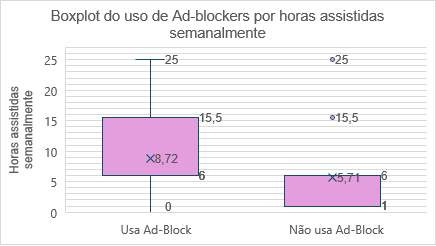 Boxplot do uso de Ad-blockers por horas assistidas
semanalmente
Horas assistidas
semanalmente
25
20
15
10
5
0
25
15,5
8,72
6
0
25
15,5
6
5,71
1
Usa Ad-Block
Não usa Ad-Block